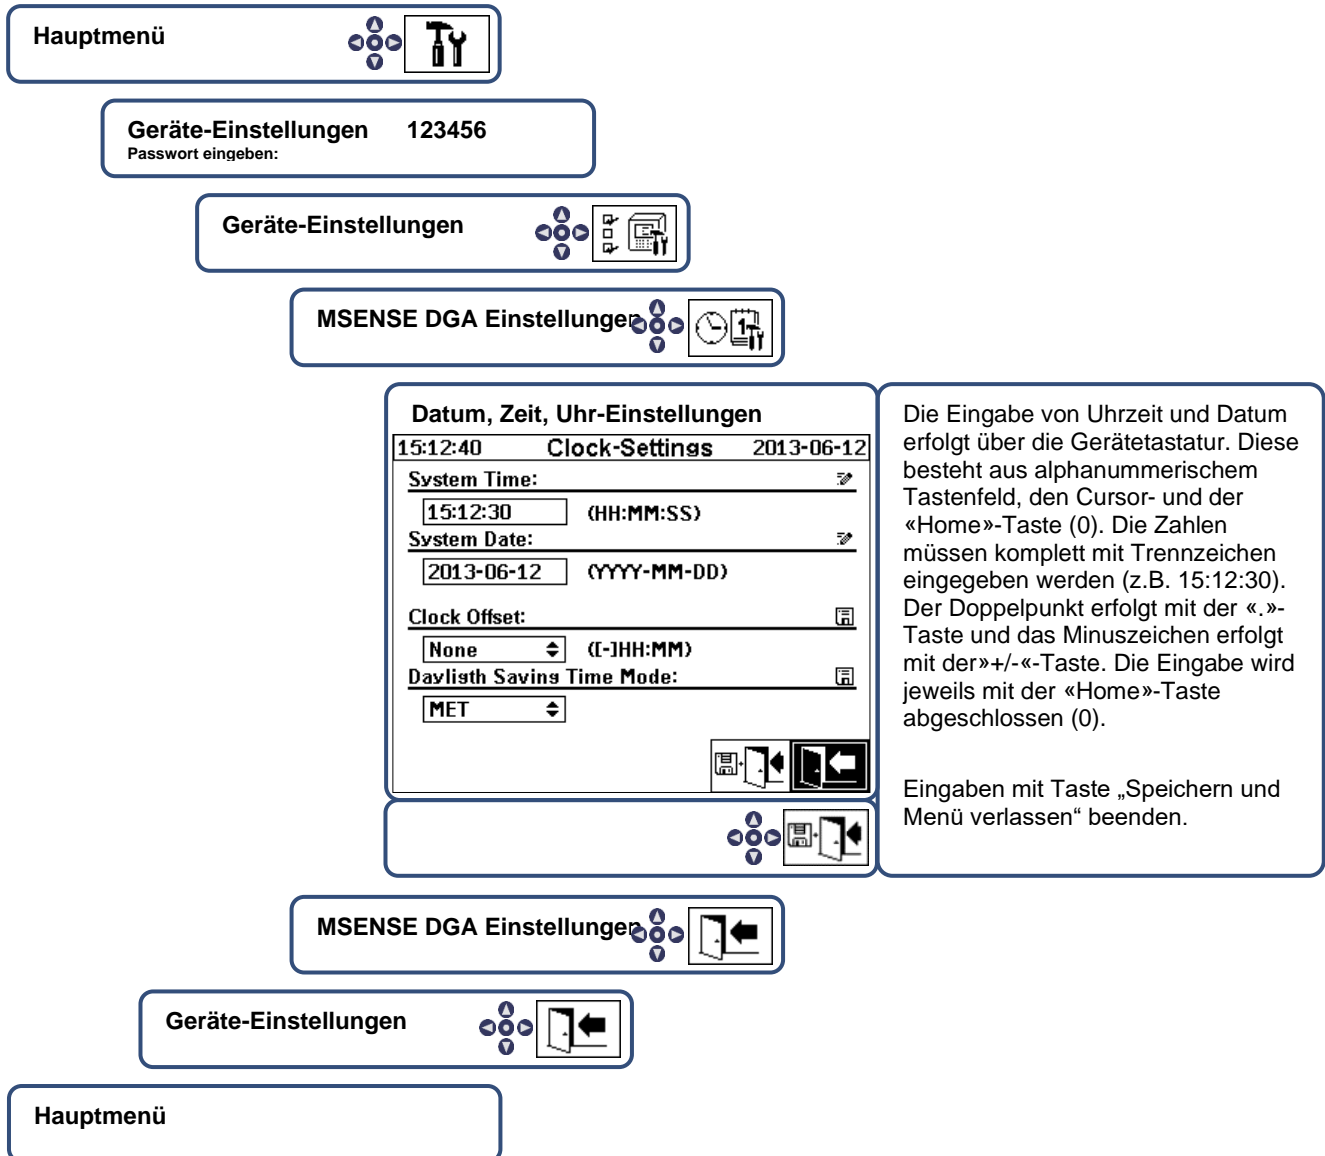 Hauptmenü
Geräte-Einstellungen 123456
Passwort eingeben:
Geräte-Einstellungen
MSENSE DGA Einstellungen
Datum, Zeit, Uhr-Einstellungen
15:12:40 Clock-Settings 2013-06-12
System Time:
15:12:30 (HH:MM:SS)
System Date:
2013-06-12 (YYYY-MM-DD)
Clock Offset:
None ([-]HH:MM)
Dayligth Saving Time Mode:
MET
Die Eingabe von Uhrzeit und Datum
erfolgt über die Gerätetastatur. Diese
besteht aus alphanummerischem
Tastenfeld, den Cursor- und der
«Home»-Taste (0). Die Zahlen
müssen komplett mit Trennzeichen
eingegeben werden (z.B. 15:12:30).
Der Doppelpunkt erfolgt mit der «.»-
Taste und das Minuszeichen erfolgt
mit der»+/-«-Taste. Die Eingabe wird
jeweils mit der «Home»-Taste
abgeschlossen (0).
Eingaben mit Taste „Speichern und
Menü verlassen“ beenden.
MSENSE DGA Einstellungen
Geräte-Einstellungen
Hauptmenü